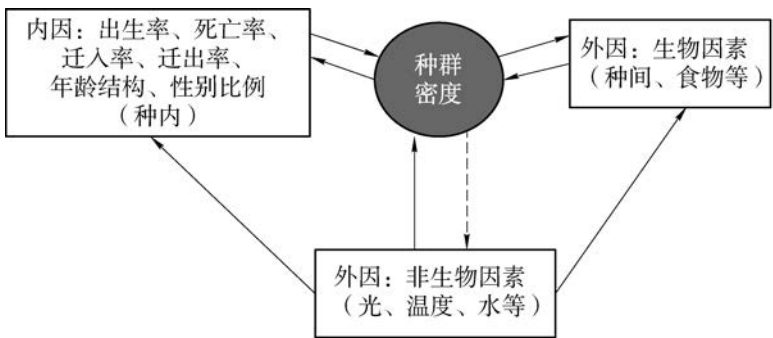 内因：出生率、死亡率、
迁入率、迁出率、
年龄结构、性别比例
（种内）
种群
密度
外因：生物因素
（种间、食物等）
外因：非生物因素
（光、温度、水等）